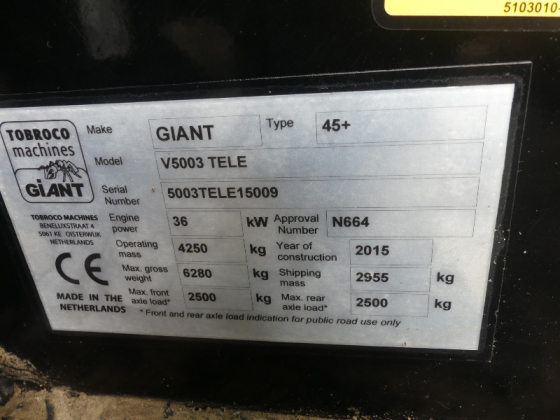 5103010-
TOBROCO
machines
GIANT
Make GIANT Type 45+
Model V5003 TELE
Serial Number 5003TELE15009
TOBROCO MACHINES
BENELUXSTRAAT 4
5061 KE OISTERWIJK
NETHERLANDS
Engine power 36 kW Approval Number N664
Operating mass 4250 kg Year of construction 2015
Max. gross weight 6280 kg Shipping mass 2955 kg
Max. front axle load* 2500 kg Max. rear axle load* 2500 kg
CE
MADE IN THE
NETHERLANDS
* Front and rear axle load indication for public road use only